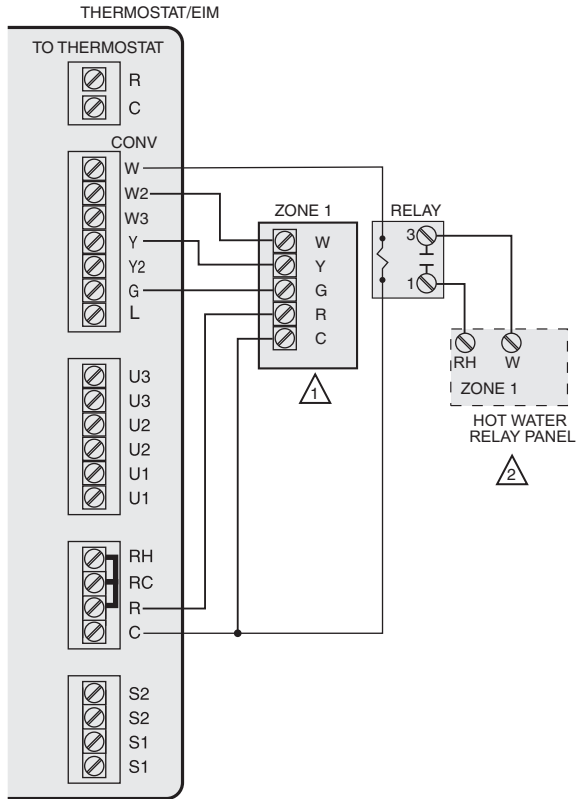 THERMOSTAT/EIM
TO THERMOSTAT
R
C
CONV
W
W2
W3
Y
Y2
G
L
U3
U3
U2
U2
U1
U1
RH
RC
R
C
S2
S2
S1
S1
ZONE 1
W
Y
G
R
C
1
RELAY
3
1
RH W
ZONE 1
HOT WATER
RELAY PANEL
2